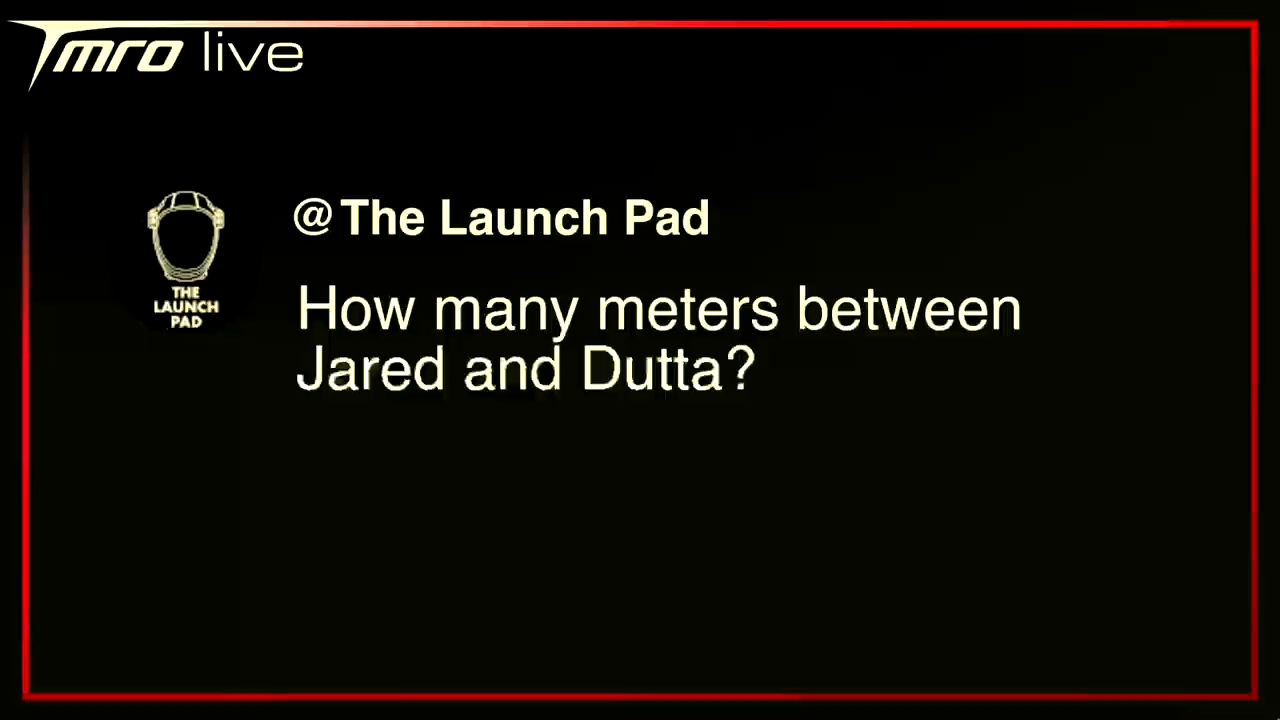 Tmro live
@The Launch Pad
THE
LAUNCH
PAD
How many meters between
Jared and Dutta?